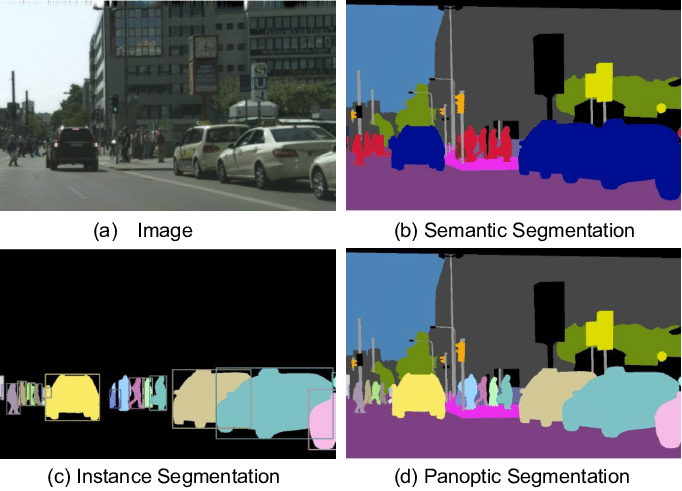 (a) Image
(b) Semantic Segmentation
(c) Instance Segmentation
(d) Panoptic Segmentation